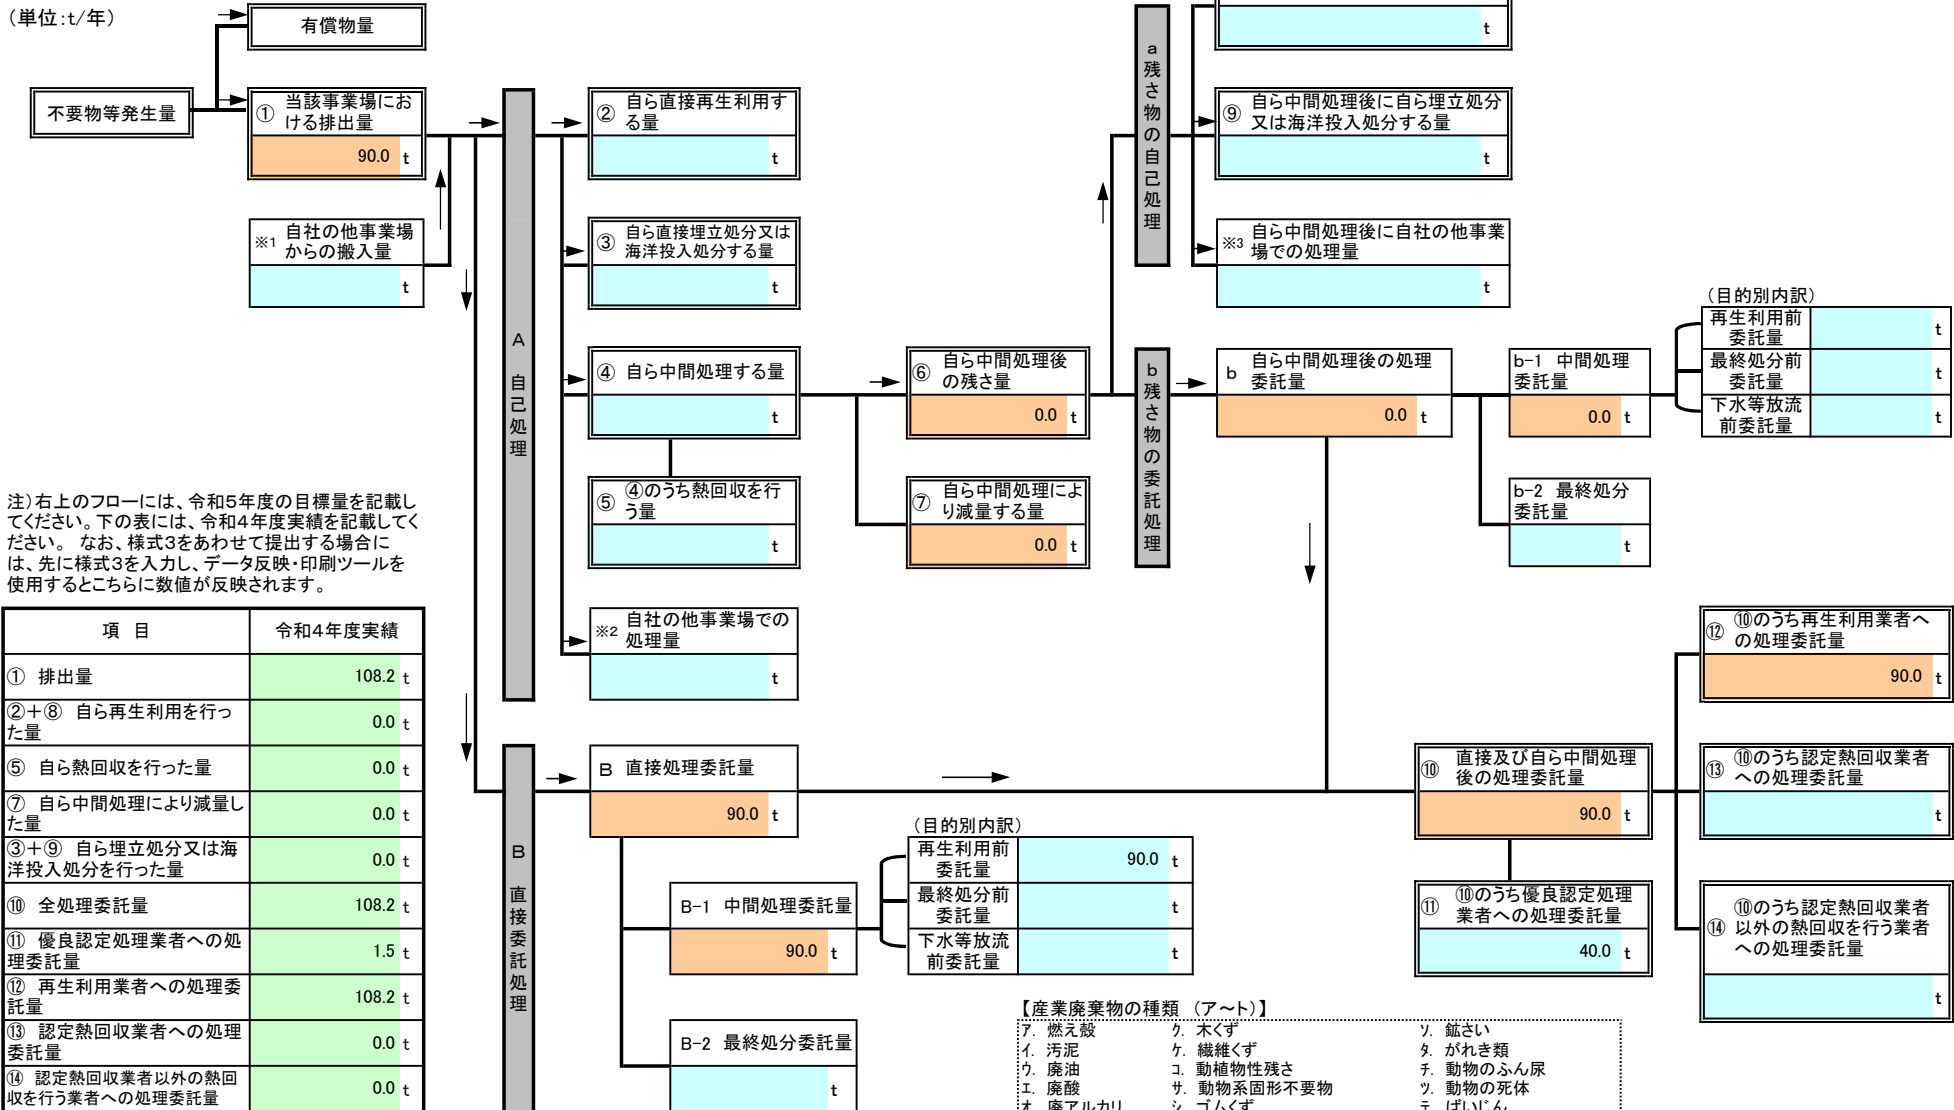 （単位：t/年）
有償物量
不要物等発生量
① 当該事業場にお
ける排出量
90.0 t
※1 自社の他事業場
からの搬入量
t
A 自己処理
② 自ら直接再生利用す
る量
t
③ 自ら直接埋立処分又は
海洋投入処分する量
t
④ 自ら中間処理する量
t
⑤ ④のうち熱回収を行
う量
t
※2 自社の他事業場での
処理量
t
⑥ 自ら中間処理後
の残さ量
0.0 t
⑦ 自ら中間処理によ
り減量する量
0.0 t
a 残さ物の自己処理
t
⑨ 自ら中間処理後に自ら埋立処分
又は海洋投入処分する量
t
※3 自ら中間処理後に自社の他事業
場での処理量
t
b 残さ物の委託処理
b 自ら中間処理後の処理
委託量
0.0 t
b-1 中間処理
委託量
0.0 t
（目的別内訳）
再生利用前
委託量
t
最終処分前
委託量
t
下水等放流
前委託量
t
b-2 最終処分
委託量
t
注）右上のフローには、令和5年度の目標量を記載し
てください。下の表には、令和4年度実績を記載してく
ださい。 なお、様式3をあわせて提出する場合に
は、先に様式3を入力し、データ反映・印刷ツールを
使用するとこちらに数値が反映されます。
項 目 令和4年度実績
① 排出量 108.2 t
②＋⑧ 自ら再生利用を行っ
た量 0.0 t
⑤ 自ら熱回収を行った量 0.0 t
⑦ 自ら中間処理により減量し
た量 0.0 t
③＋⑨ 自ら埋立処分又は海
洋投入処分を行った量 0.0 t
⑩ 全処理委託量 108.2 t
⑪ 優良認定処理業者への処
理委託量 1.5 t
⑫ 再生利用業者への処理委
託量 108.2 t
⑬ 認定熱回収業者への処理
委託量 0.0 t
⑭ 認定熱回収業者以外の熱回
収を行う業者への処理委託量 0.0 t
B 直接委託処理
B 直接処理委託量
90.0 t
B-1 中間処理委託量
90.0 t
（目的別内訳）
再生利用前
委託量
90.0 t
最終処分前
委託量
t
下水等放流
前委託量
t
B-2 最終処分委託量
t
⑩ 直接及び自ら中間処理
後の処理委託量
90.0 t
⑪ ⑩のうち優良認定処理
業者への処理委託量
40.0 t
⑫ ⑩のうち再生利用業者へ
の処理委託量
90.0 t
⑬ ⑩のうち認定熱回収業者
への処理委託量
t
⑭ ⑩のうち認定熱回収業者
以外の熱回収を行う業者
への処理委託量
t
【産業廃棄物の種類 （ア～ト）】
ア. 燃え殻 ク. 木くず ソ. 鉱さい
イ. 汚泥 ケ. 繊維くず タ. がれき類
ウ. 廃油 コ. 動植物性残さ チ. 動物のふん尿
エ. 廃酸 サ. 動物系固形不要物 ツ. 動物の死体
オ. 廃アルカリ シ. ゴムくず テ. ばいじん